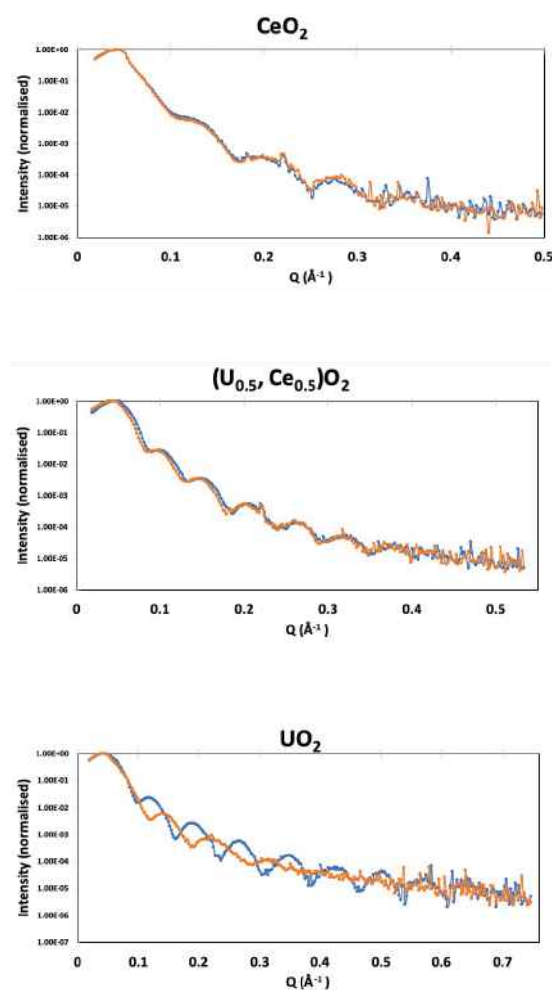 CeO₂
Intensity (normalised)
1.00E+00
1.00E-01
1.00E-02
1.00E-03
1.00E-04
1.00E-05
1.00E-06
0 0.1 0.2 0.3 0.4 0.5
Q (Å⁻¹)
(U₀.₅, Ce₀.₅)O₂
Intensity (normalised)
1.00E+00
1.00E-01
1.00E-02
1.00E-03
1.00E-04
1.00E-05
1.00E-06
0 0.1 0.2 0.3 0.4 0.5
Q (Å⁻¹)
UO₂
Intensity (normalised)
1.00E+00
1.00E-01
1.00E-02
1.00E-03
1.00E-04
1.00E-05
1.00E-06
1.00E-07
0 0.1 0.2 0.3 0.4 0.5 0.6 0.7
Q (Å⁻¹)